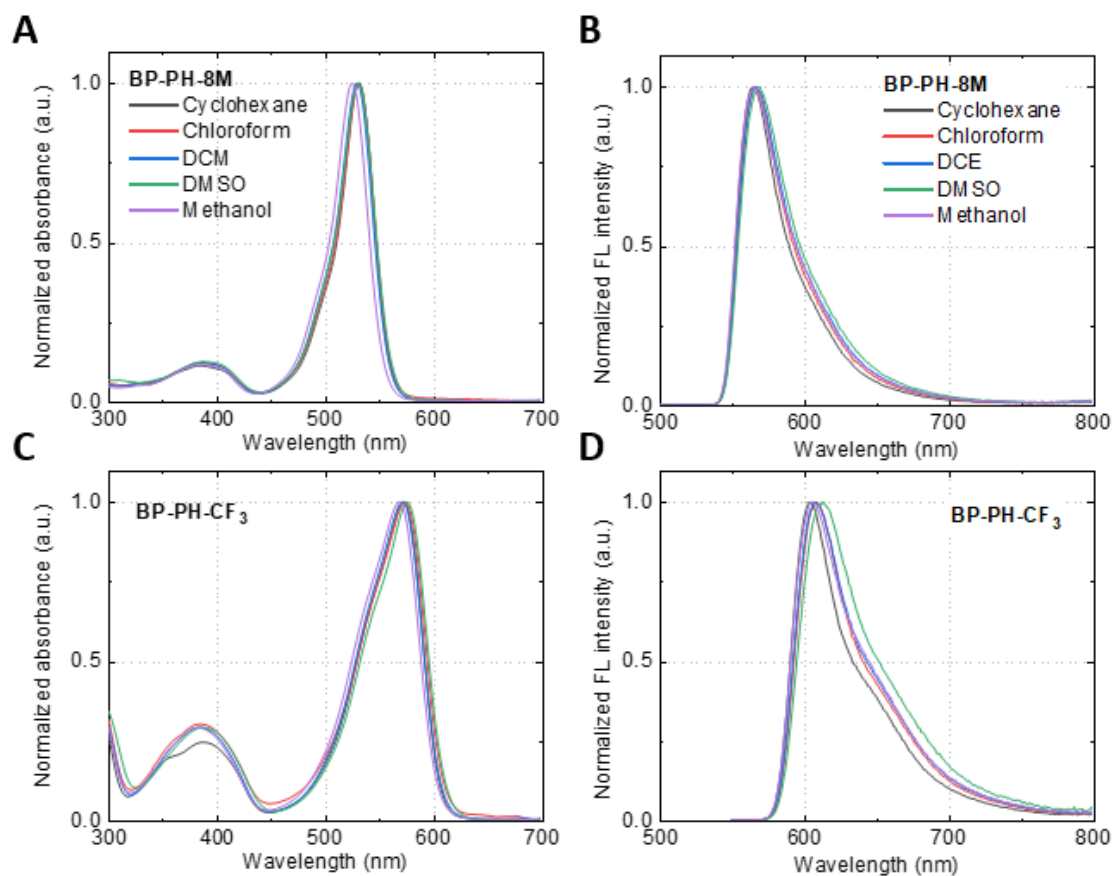 A
Normalized absorbance (a.u.)
1.0
0.5
0.0
BP-PH-8M
Cyclohexane
Chloroform
DCM
DMSO
Methanol
300 400 500 600 700
Wavelength (nm)
B
Normalized FL intensity (a.u.)
1.0
0.5
0.0
BP-PH-8M
Cyclohexane
Chloroform
DCE
DMSO
Methanol
500 600 700 800
Wavelength (nm)
C
Normalized absorbance (a.u.)
1.0
0.5
0.0
BP-PH-CF3
300 400 500 600 700
Wavelength (nm)
D
Normalized FL intensity (a.u.)
1.0
0.5
0.0
BP-PH-CF3
500 600 700 800
Wavelength (nm)